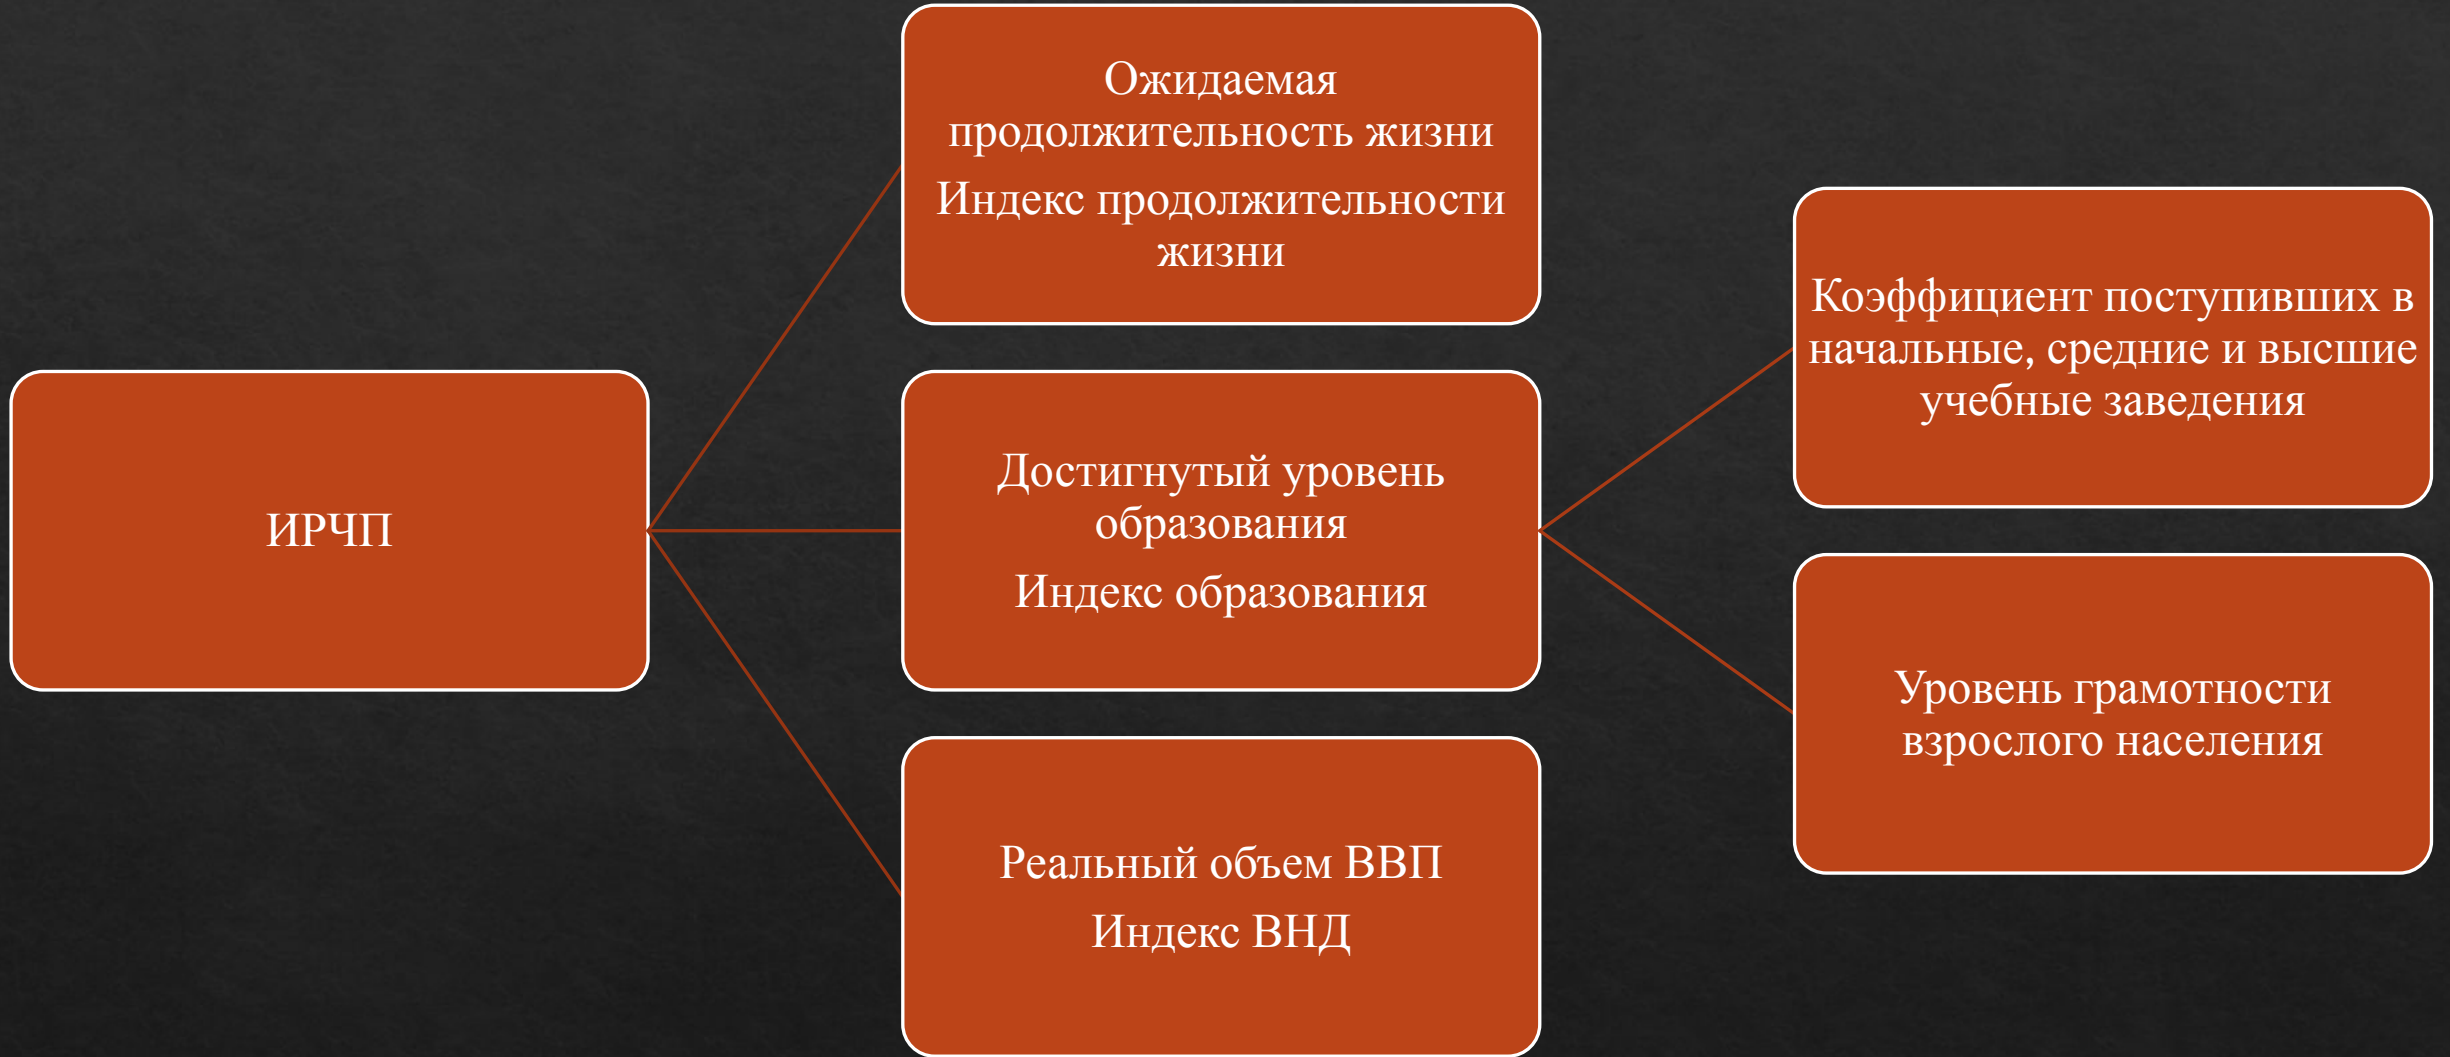 ИРЧП
Ожидаемая
продолжительность жизни
Индекс продолжительности
жизни
Достигнутый уровень
образования
Индекс образования
Реальный объем ВВП
Индекс ВНД
Коэффициент поступивших в
начальные, средние и высшие
учебные заведения
Уровень грамотности
взрослого населения